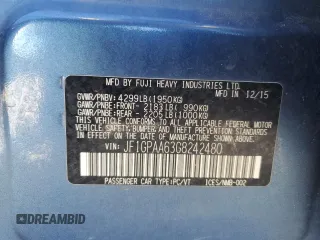 MFD BY FUJI HEAVY INDUSTRIES LTD.
12/15
GVWR/PNBV: 4299LB(1950KG)
GAWR/PNBE:FRONT- 2183LB( 990KG)
GAWR/PNBE:REAR - 2205LB(1000KG)
THIS VEHICLE CONFORMS TO ALL APPLICABLE
FEDERAL MOTOR VEHICLE SAFETY, BUMPER, AND
THEFT PREVENTION STANDARDS
IN EFFECT ON THE DATE OF
MANUFACTURE SHOWN ABOVE.
VIN: JF1GPAA63G8242480
PASSENGER CAR TYPE:PC/VT ICES/NMB-002
© DREAMBID